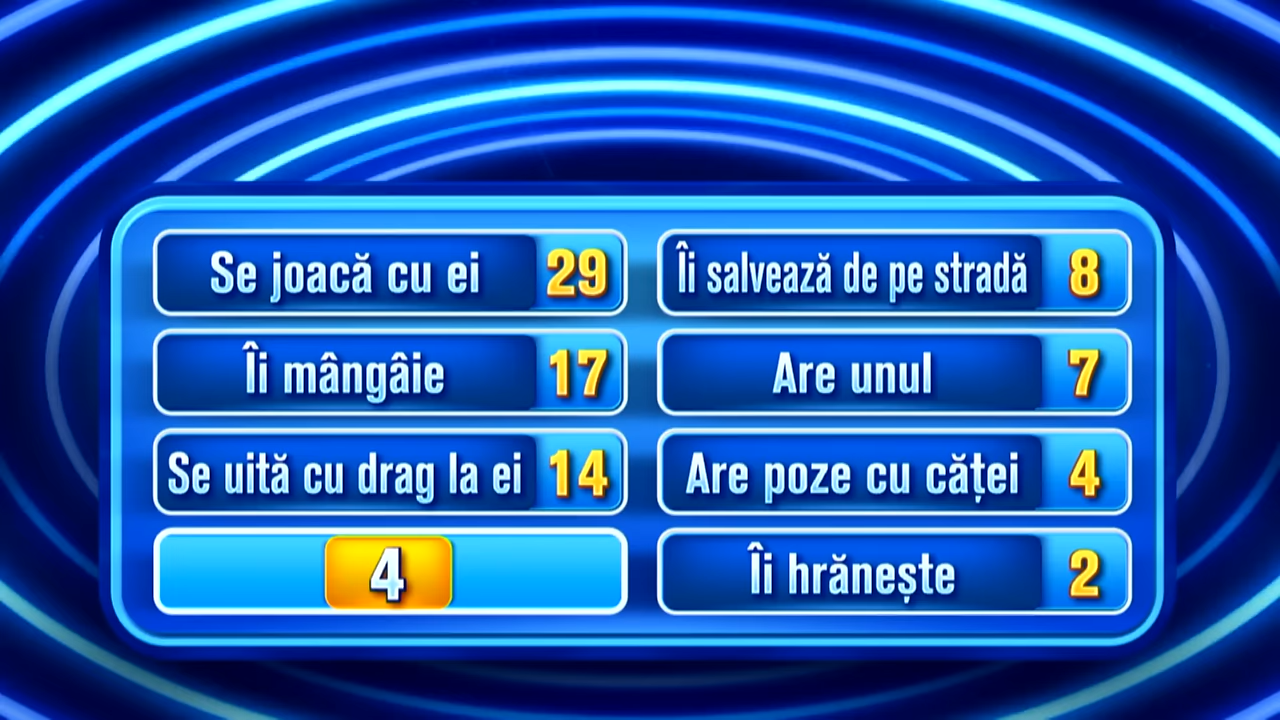 Se joacă cu ei 29
Îi mângâie 17
Se uită cu drag la ei 14
4
Îi salvează de pe stradă 8
Are unul 7
Are poze cu căței 4
Îi hrănește 2